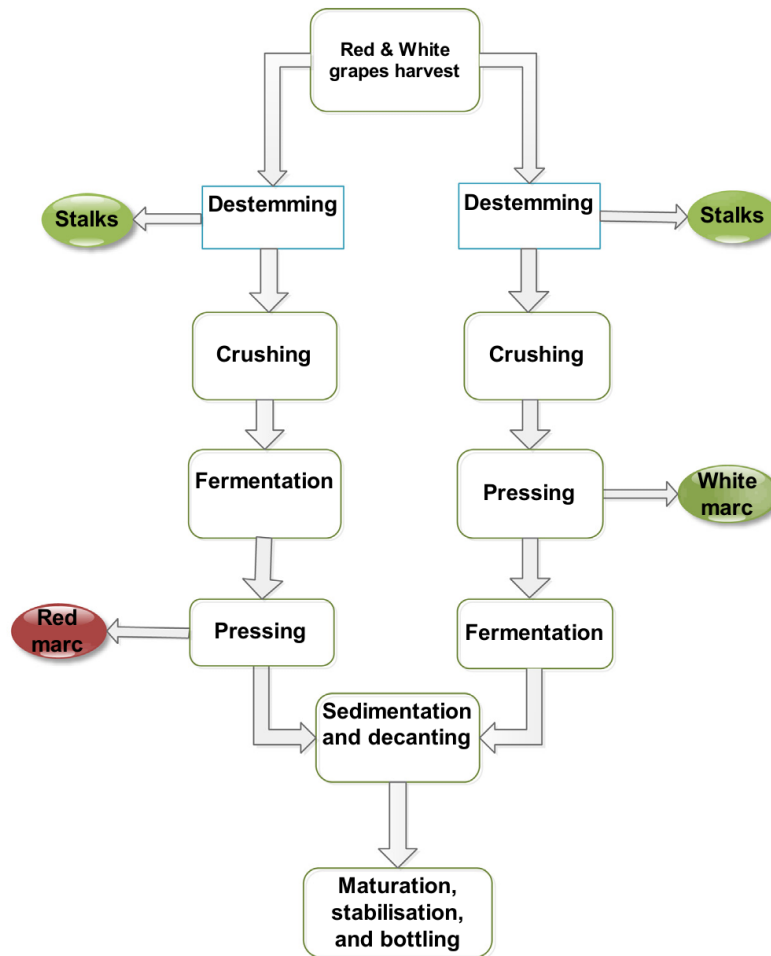 Red & White
grapes harvest
Destemming
Destemming
Stalks
Stalks
Crushing
Crushing
Fermentation
Pressing
White
marc
Red
marc
Pressing
Fermentation
Sedimentation
and decanting
Maturation,
stabilisation,
and bottling